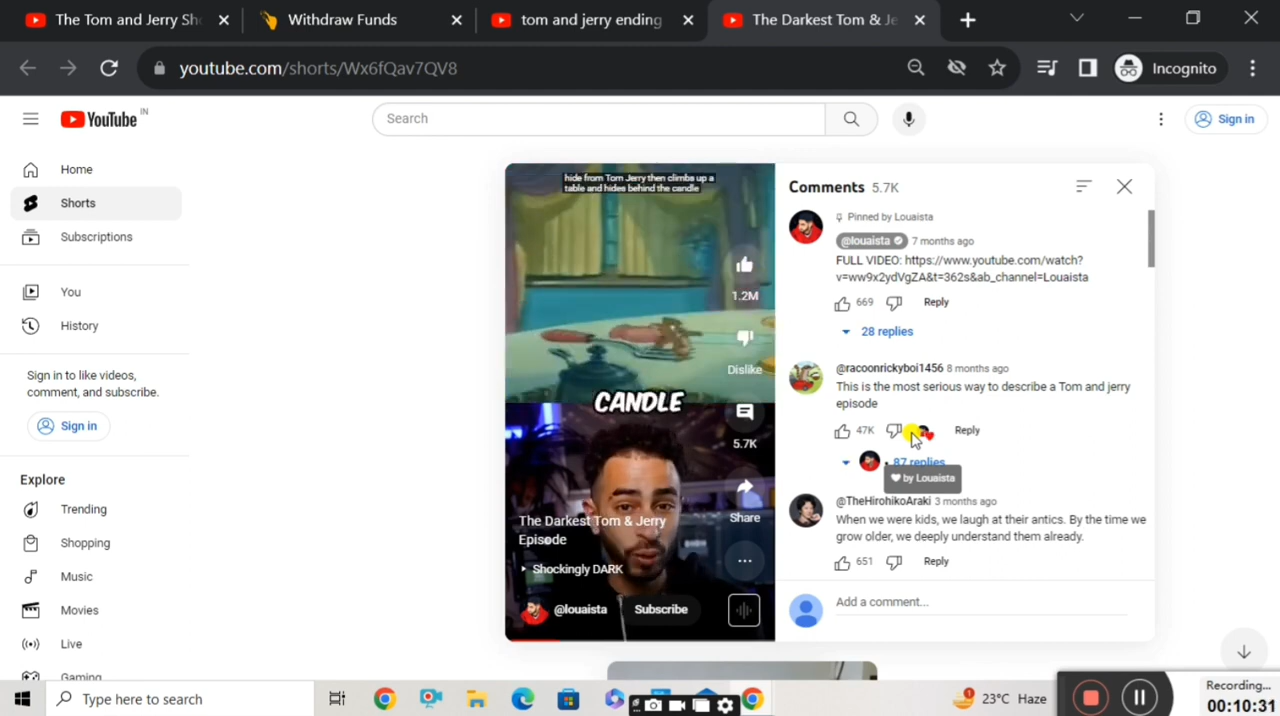 The Tom and Jerry Sh
Withdraw Funds
tom and jerry ending
The Darkest Tom & Je
youtube.com/shorts/Wx6fQav7QV8
Incognito
YouTube IN
Search
Sign in
Home
Shorts
Subscriptions
You
History
Sign in to like videos,
comment, and subscribe.
Sign in
Explore
Trending
Shopping
Music
Movies
Live
Gaming
hide from Tom Jerry then climbs up a
table and hides behind the candle
CANDLE
1.2M
Dislike
5.7K
Share
The Darkest Tom & Jerry
Episode
Shockingly DARK
@louaista
Subscribe
Comments 5.7K
Pinned by Louaista
@louaista 7 months ago
FULL VIDEO: https://www.youtube.com/watch?
v=ww9x2ydVgZA&t=362s&ab_channel=Louaista
669 Reply
28 replies
@racoonrickyboi1456 8 months ago
This is the most serious way to describe a Tom and jerry
episode
47K Reply
87 replies
by Louaista
@TheHirohikoAraki 3 months ago
When we were kids, we laugh at their antics. By the time we
grow older, we deeply understand them already.
651 Reply
Add a comment...
Type here to search
23°C Haze
Recording...
00:10:31